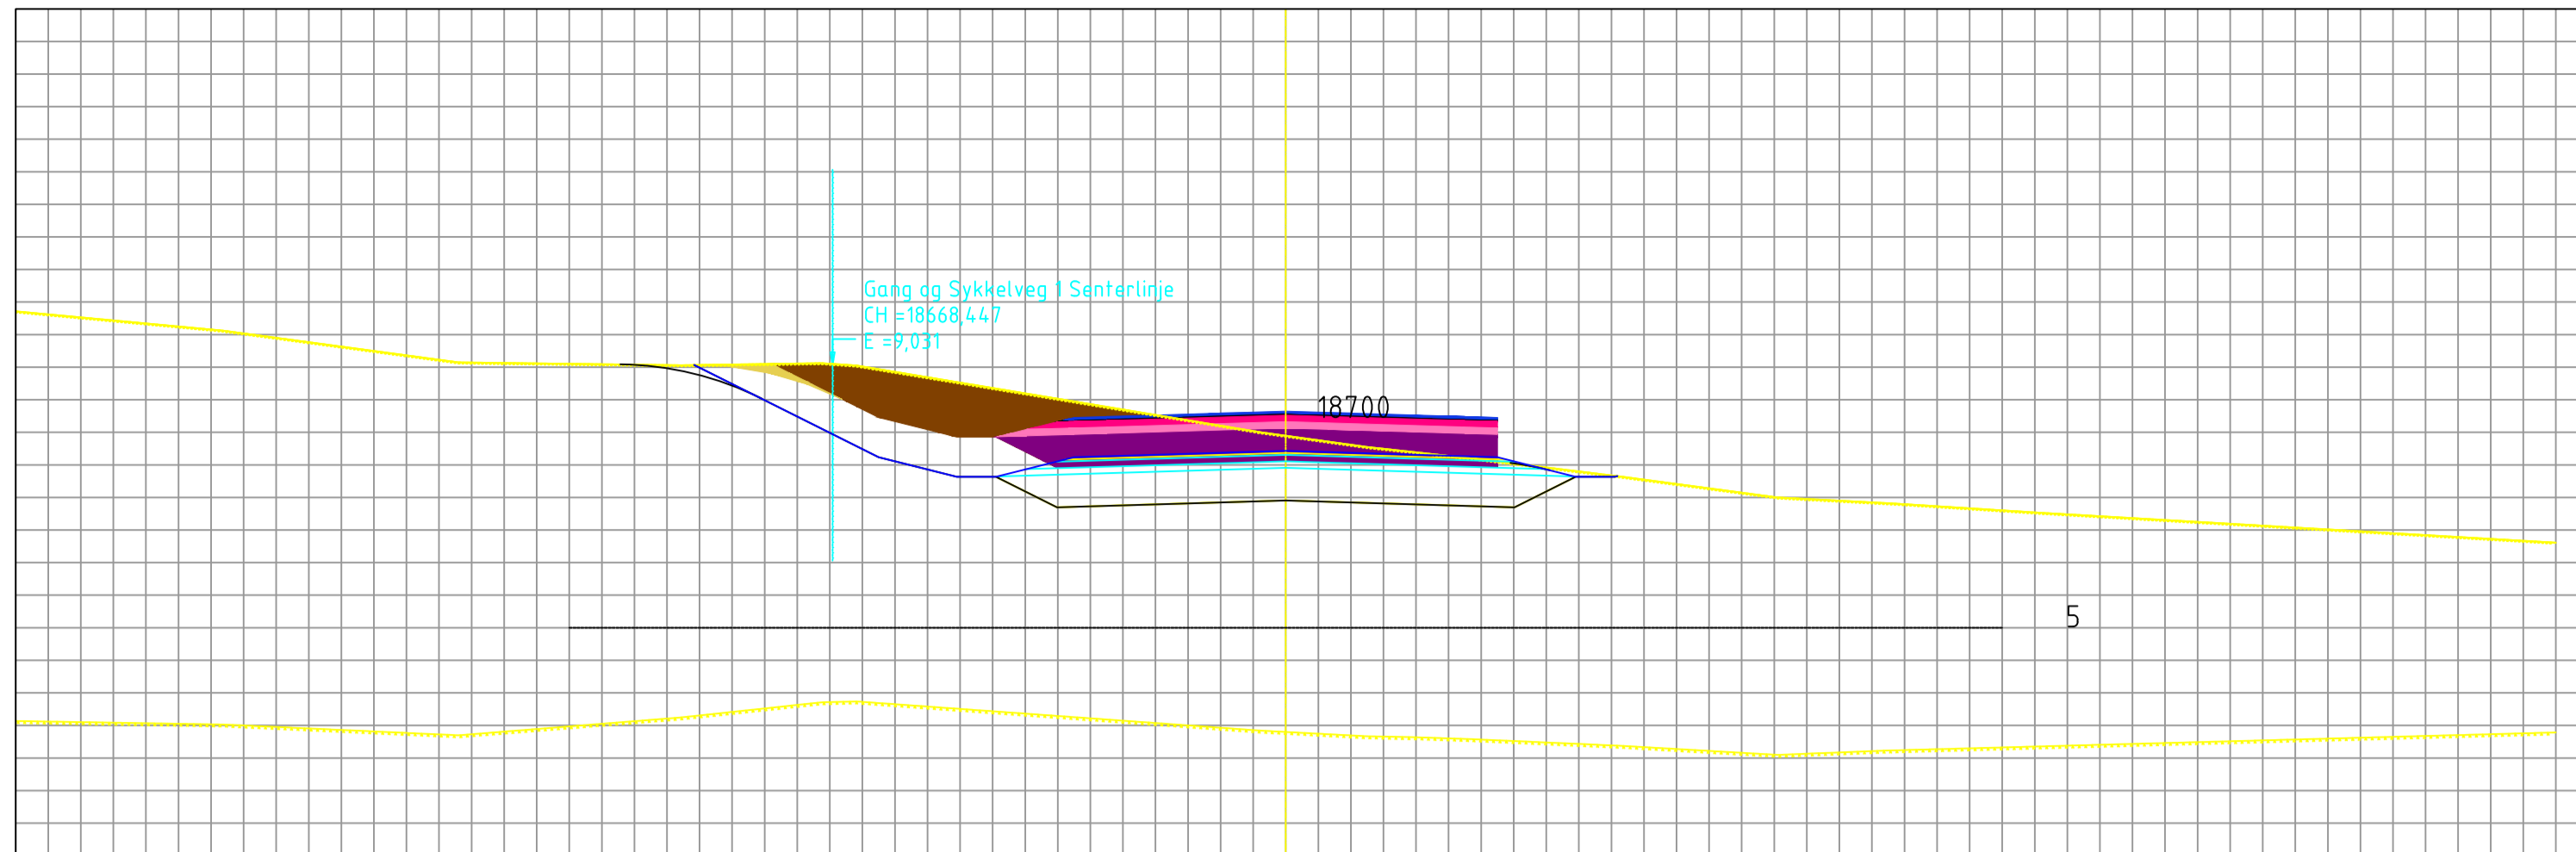 Gang og Sykkelveg 1 Senterlinje
CH =18668,447
E =9,031
18700
5